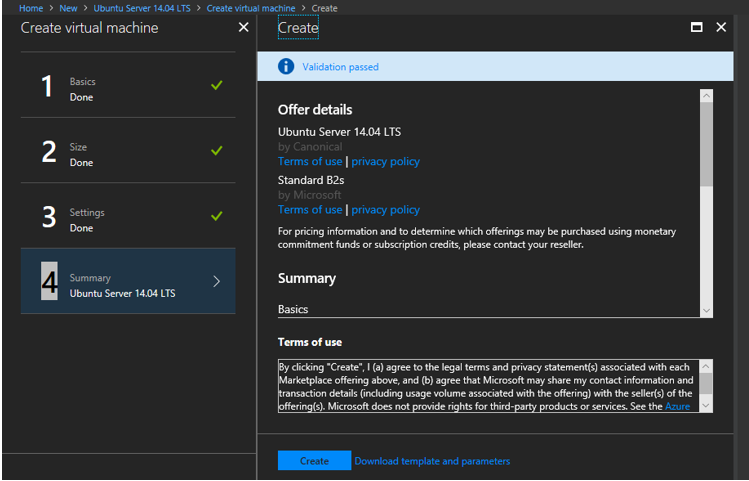 Home > New > Ubuntu Server 14.04 LTS > Create virtual machine > Create
Create virtual machine
1 Basics
Done
2 Size
Done
3 Settings
Done
4 Summary
Ubuntu Server 14.04 LTS
Create
Validation passed
Offer details
Ubuntu Server 14.04 LTS
by Canonical
Terms of use | privacy policy
Standard B2s
by Microsoft
Terms of use | privacy policy
For pricing information and to determine which offerings may be purchased using monetary
commitment funds or subscription credits, please contact your reseller.
Summary
Basics
Terms of use
By clicking "Create", I (a) agree to the legal terms and privacy statement(s) associated with each
Marketplace offering above, and (b) agree that Microsoft may share my contact information and
transaction details (including usage volume associated with the offering) with the seller(s) of the
offering(s). Microsoft does not provide rights for third-party products or services. See the Azure
Create
Download template and parameters